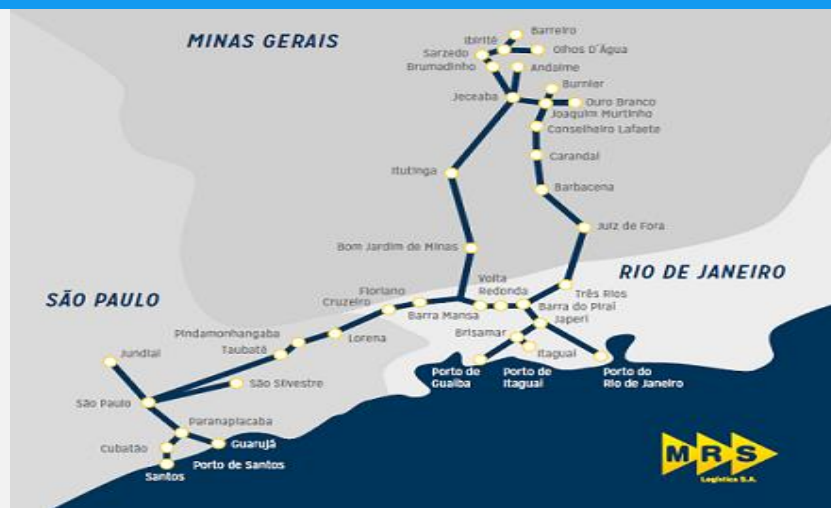 Barreiro
MINAS GERAIS
Ibirité
Olhos D´Água
Sarzedo
Brumadinho
Andaime
Burnier
Jeceaba
Ouro Branco
Joaquim Murtinho
Conselheiro Lafaete
Carandaí
Itutinga
Barbacena
Juiz de Fora
Bom Jardim de Minas
RIO DE JANEIRO
Volta
Redonda
SÃO PAULO
Floriano
Três Rios
Cruzeiro
Barra Mansa
Barra do Piraí
Japeri
Pindamonhangaba
Lorena
Brisamar
Taubaté
Jundiaí
Itaguaí
Porto de
Guaíba
Porto de
Itaguaí
Porto do
Rio de Janeiro
São Silvestre
São Paulo
Paranapiacaba
Cubatão
Guarujá
Porto de Santos
Santos
MRS
Logística S.A.